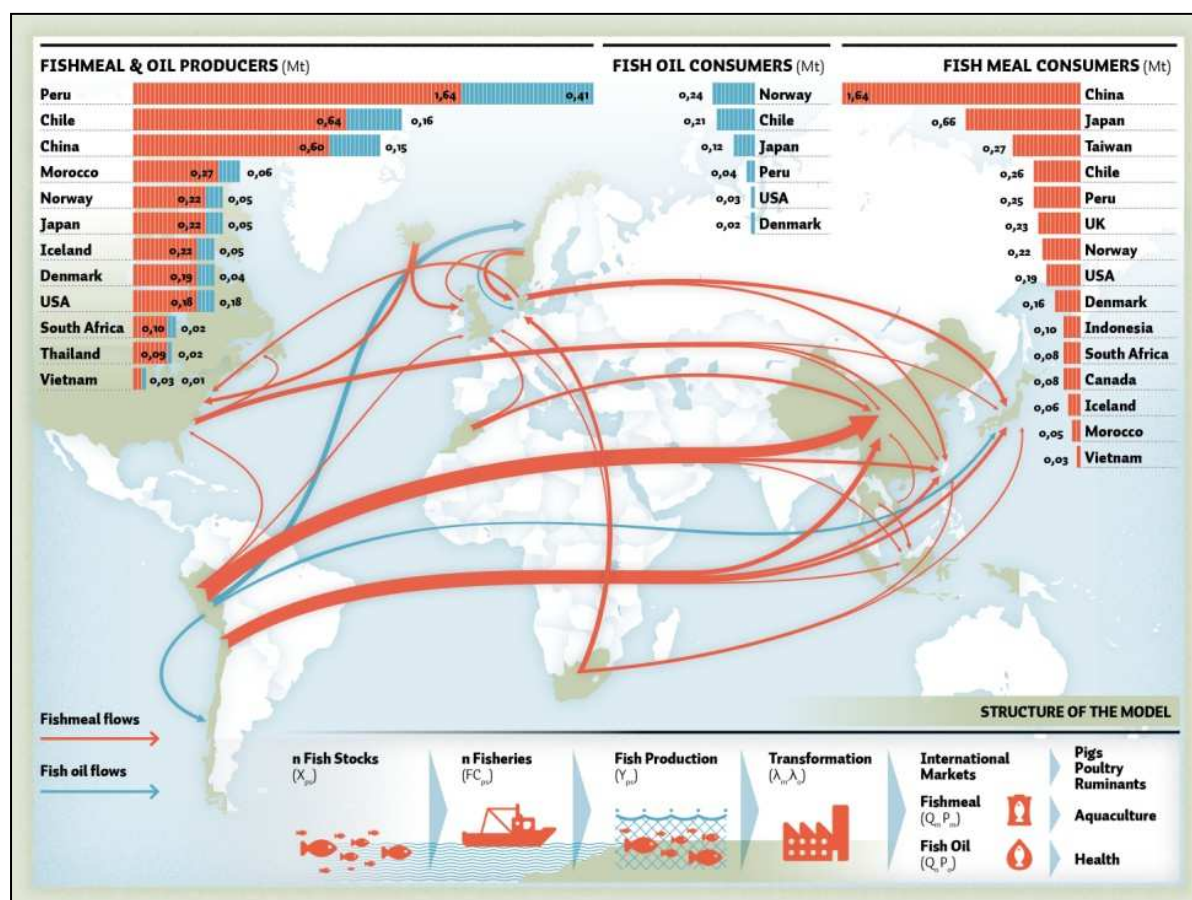 FISHMEAL & OIL PRODUCERS (Mt)
Peru 1,64 0,41
Chile 0,64 0,16
China 0,60 0,15
Morocco 0,27 0,06
Norway 0,22 0,05
Japan 0,22 0,05
Iceland 0,22 0,05
Denmark 0,19 0,04
USA 0,18 0,18
South Africa 0,10 0,02
Thailand 0,09 0,02
Vietnam 0,03 0,01
FISH OIL CONSUMERS (Mt)
0,24 Norway
0,21 Chile
0,12 Japan
0,04 Peru
0,03 USA
0,02 Denmark
FISH MEAL CONSUMERS (Mt)
1,64 China
0,66 Japan
0,27 Taiwan
0,26 Chile
0,25 Peru
0,23 UK
0,22 Norway
0,19 USA
0,16 Denmark
0,10 Indonesia
0,08 South Africa
0,08 Canada
0,06 Iceland
0,05 Morocco
0,03 Vietnam
Fishmeal flows
Fish oil flows
STRUCTURE OF THE MODEL
n Fish Stocks
n Fisheries
Fish Production
Transformation
International
Markets
Fishmeal
Fish Oil
Pigs
Poultry
Ruminants
Aquaculture
Health